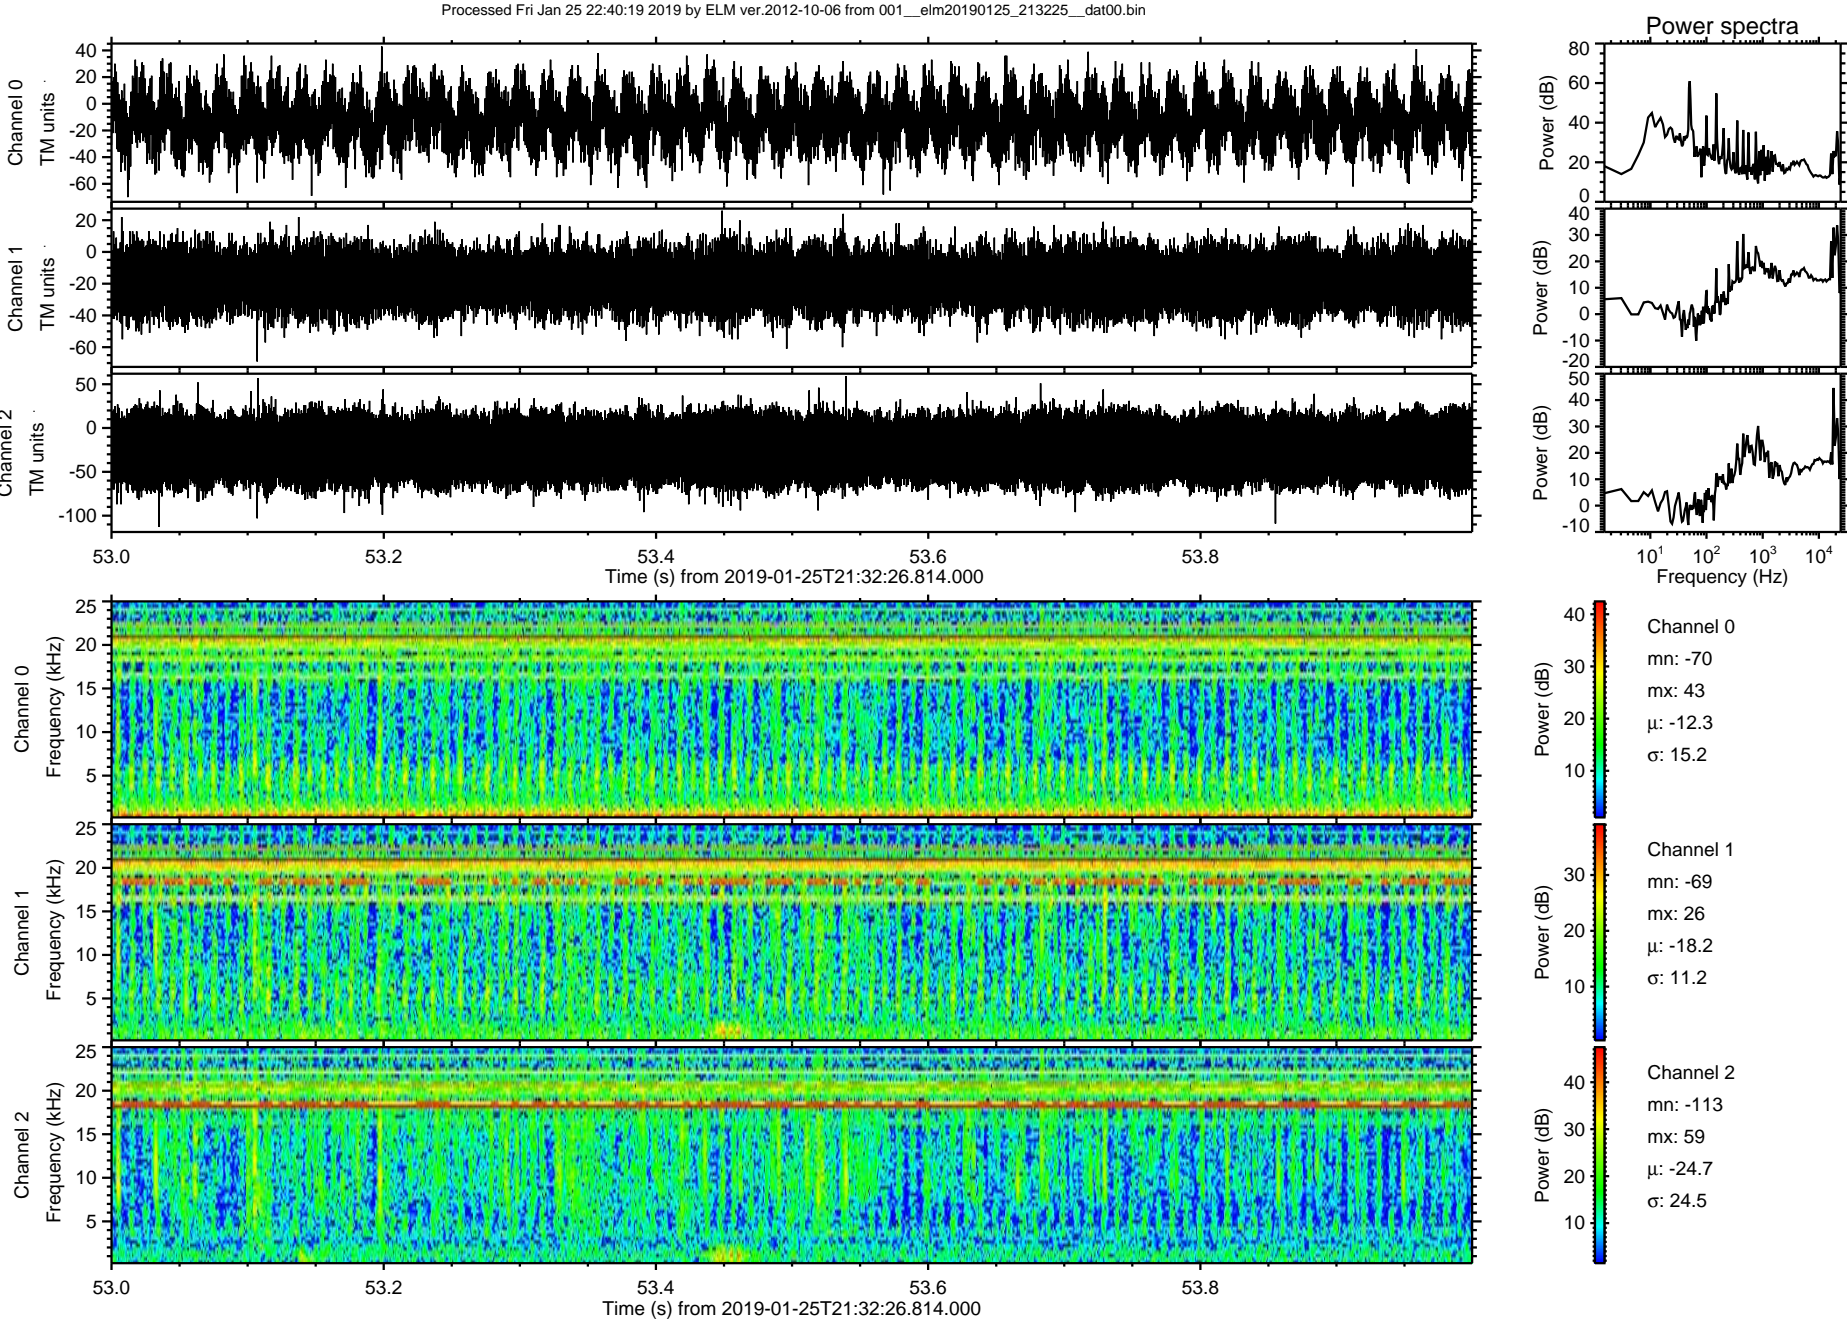 Processed Fri Jan 25 22:40:19 2019 by ELM ver.2012-10-06 from 001__elm20190125_213225__dat00.bin
Power spectra
Channel 0
TM units
40
20
0
-20
-40
-60
Power (dB)
80
60
40
20
0
Channel 1
TM units
20
0
-20
-40
-60
Power (dB)
40
30
20
10
0
-10
-20
Channel 2
TM units
50
0
-50
-100
Power (dB)
50
40
30
20
10
0
-10
53.0 53.2 53.4 53.6 53.8
Time (s) from 2019-01-25T21:32:26.814.000
10^1 10^2 10^3 10^4
Frequency (Hz)
Channel 0
Frequency (kHz)
25
20
15
10
5
Power (dB)
40
30
20
10
Channel 0
mn: -70
mx: 43
μ: -12.3
σ: 15.2
Channel 1
Frequency (kHz)
25
20
15
10
5
Power (dB)
30
20
10
Channel 1
mn: -69
mx: 26
μ: -18.2
σ: 11.2
Channel 2
Frequency (kHz)
25
20
15
10
5
Power (dB)
40
30
20
10
Channel 2
mn: -113
mx: 59
μ: -24.7
σ: 24.5
53.0 53.2 53.4 53.6 53.8
Time (s) from 2019-01-25T21:32:26.814.000